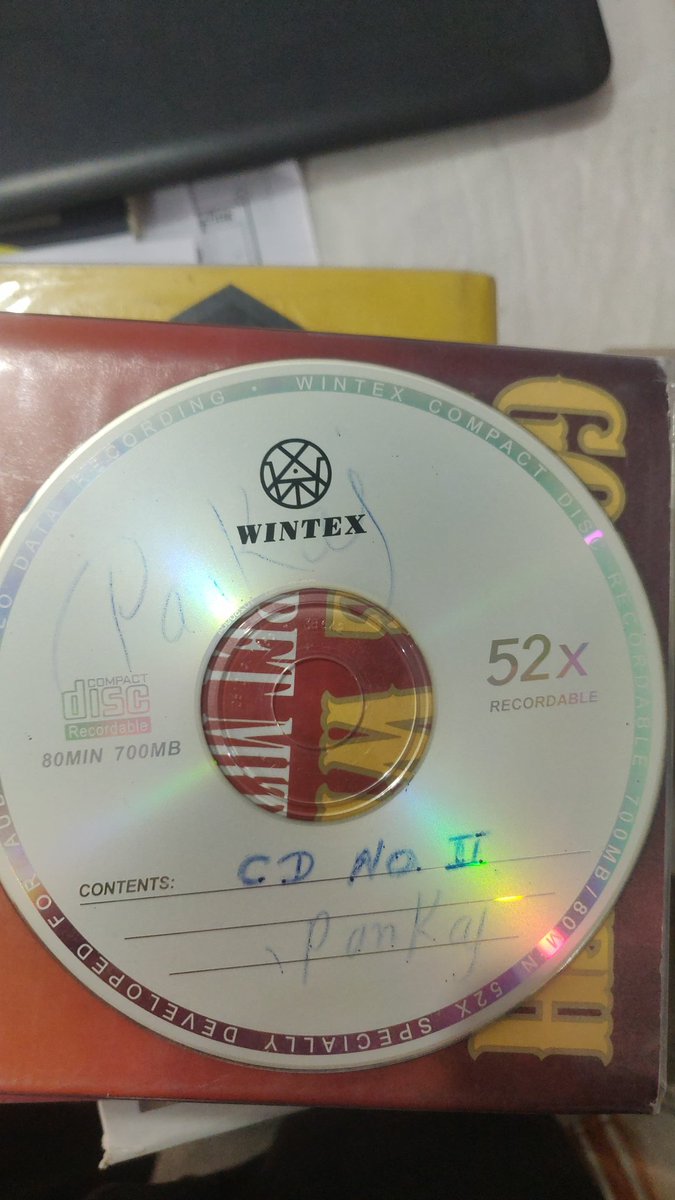 WINTEX COMPACT DISC RECORDABLE 700MB/80MIN 52X SPECIALLY DEVELOPED FOR AUDIO DATA RECORDING •
WINTEX
PanKaj
COMPACT
disc
Recordable
80MIN 700MB
52x
RECORDABLE
CONTENTS: C.D NO. II
PanKaj